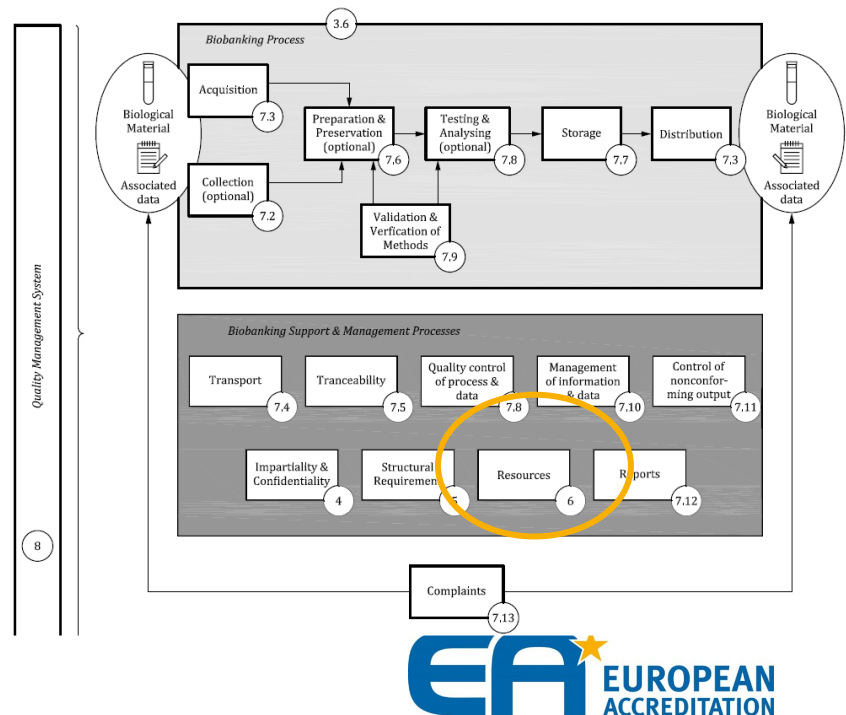 3.6
Biobanking Process
Biological
Material
Associated
data
Acquisition
7.3
Collection
(optional)
7.2
Preparation &
Preservation
(optional)
7.6
Testing &
Analysing
(optional)
7.8
Storage
7.7
Distribution
7.3
Biological
Material
Associated
data
Validation &
Verfication of
Methods
7.9
Quality Management System
8
Biobanking Support & Management Processes
Transport
7.4
Tranceability
7.5
Quality control
of process &
data
7.8
Management
of information
& data
7.10
Control of
nonconfor-
ming output
7.11
Impartiality &
Confidentiality
4
Structural
Requirement
5
Resources
6
Reports
7.12
Complaints
7.13
EA
EUROPEAN
ACCREDITATION